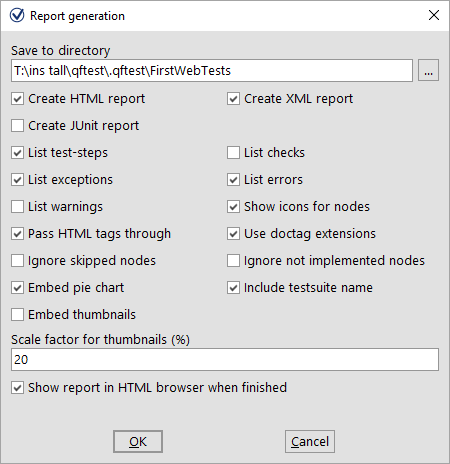 Report generation
Save to directory
T:\ins tall\qftest\.qftest\FirstWebTests
...
Create HTML report
Create XML report
Create JUnit report
List test-steps
List checks
List exceptions
List errors
List warnings
Show icons for nodes
Pass HTML tags through
Use doctag extensions
Ignore skipped nodes
Ignore not implemented nodes
Embed pie chart
Include testsuite name
Embed thumbnails
Scale factor for thumbnails (%)
20
Show report in HTML browser when finished
OK
Cancel